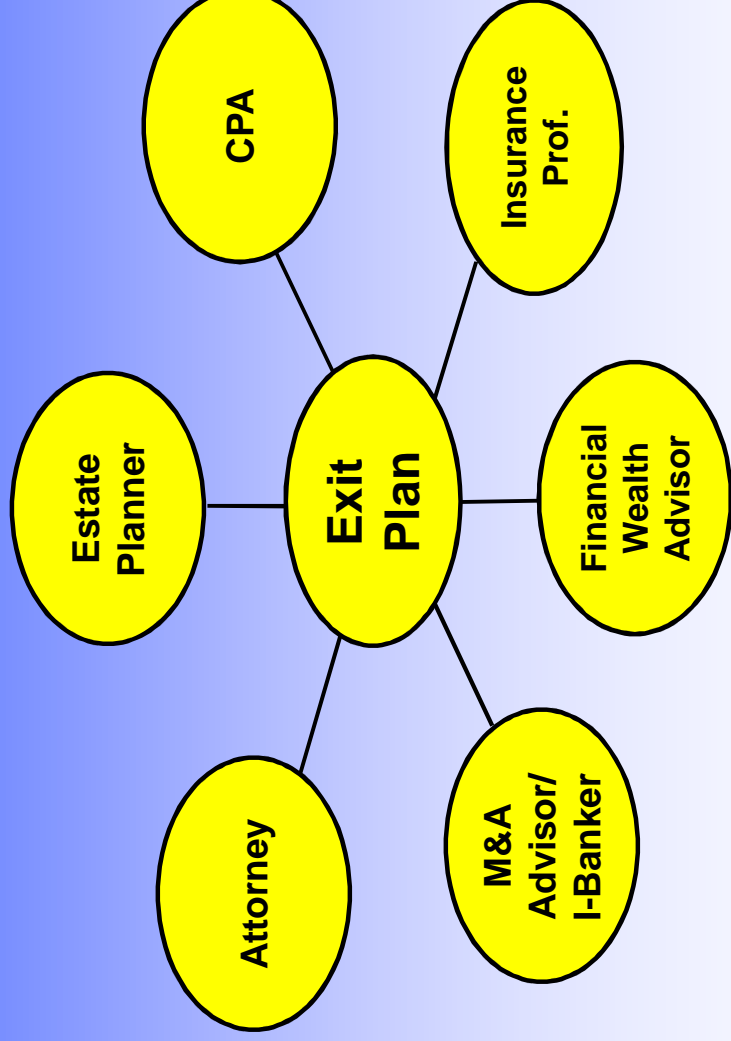 Estate
Planner
Attorney
CPA
Exit
Plan
M&A
Advisor/
I-Banker
Insurance
Prof.
Financial
Wealth
Advisor